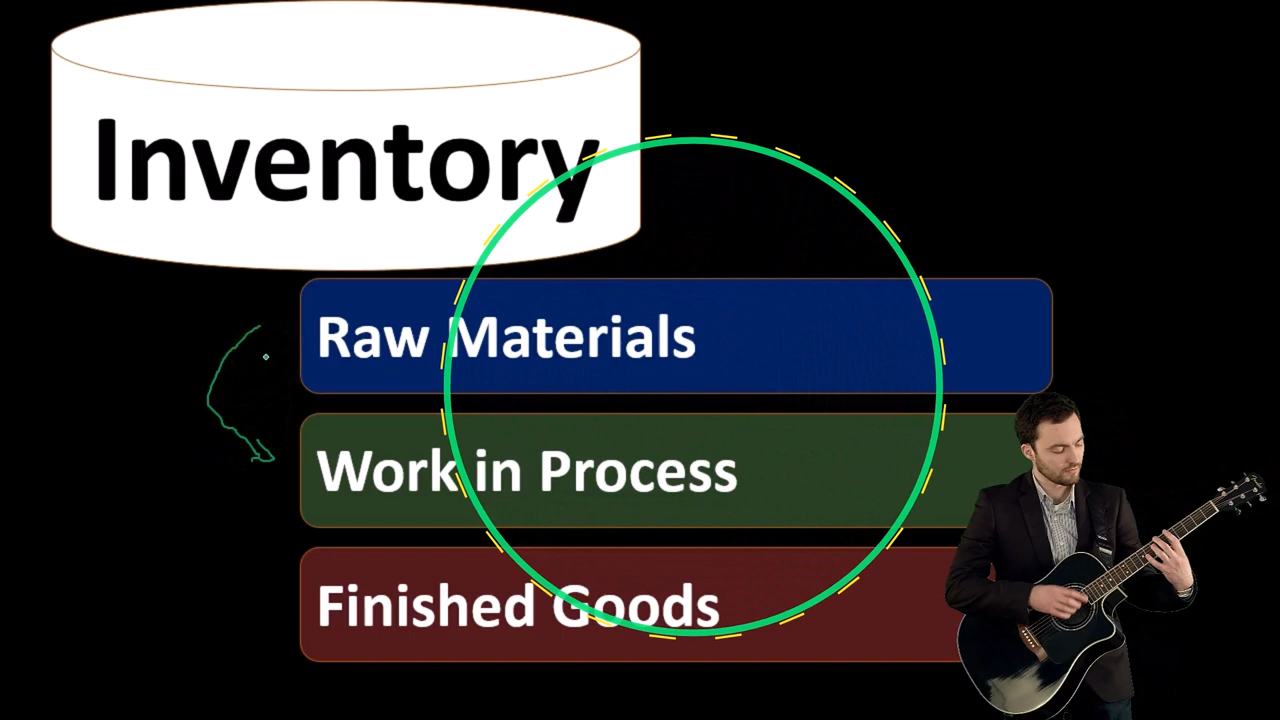 Inventory
Raw Materials
Work in Process
Finished Goods